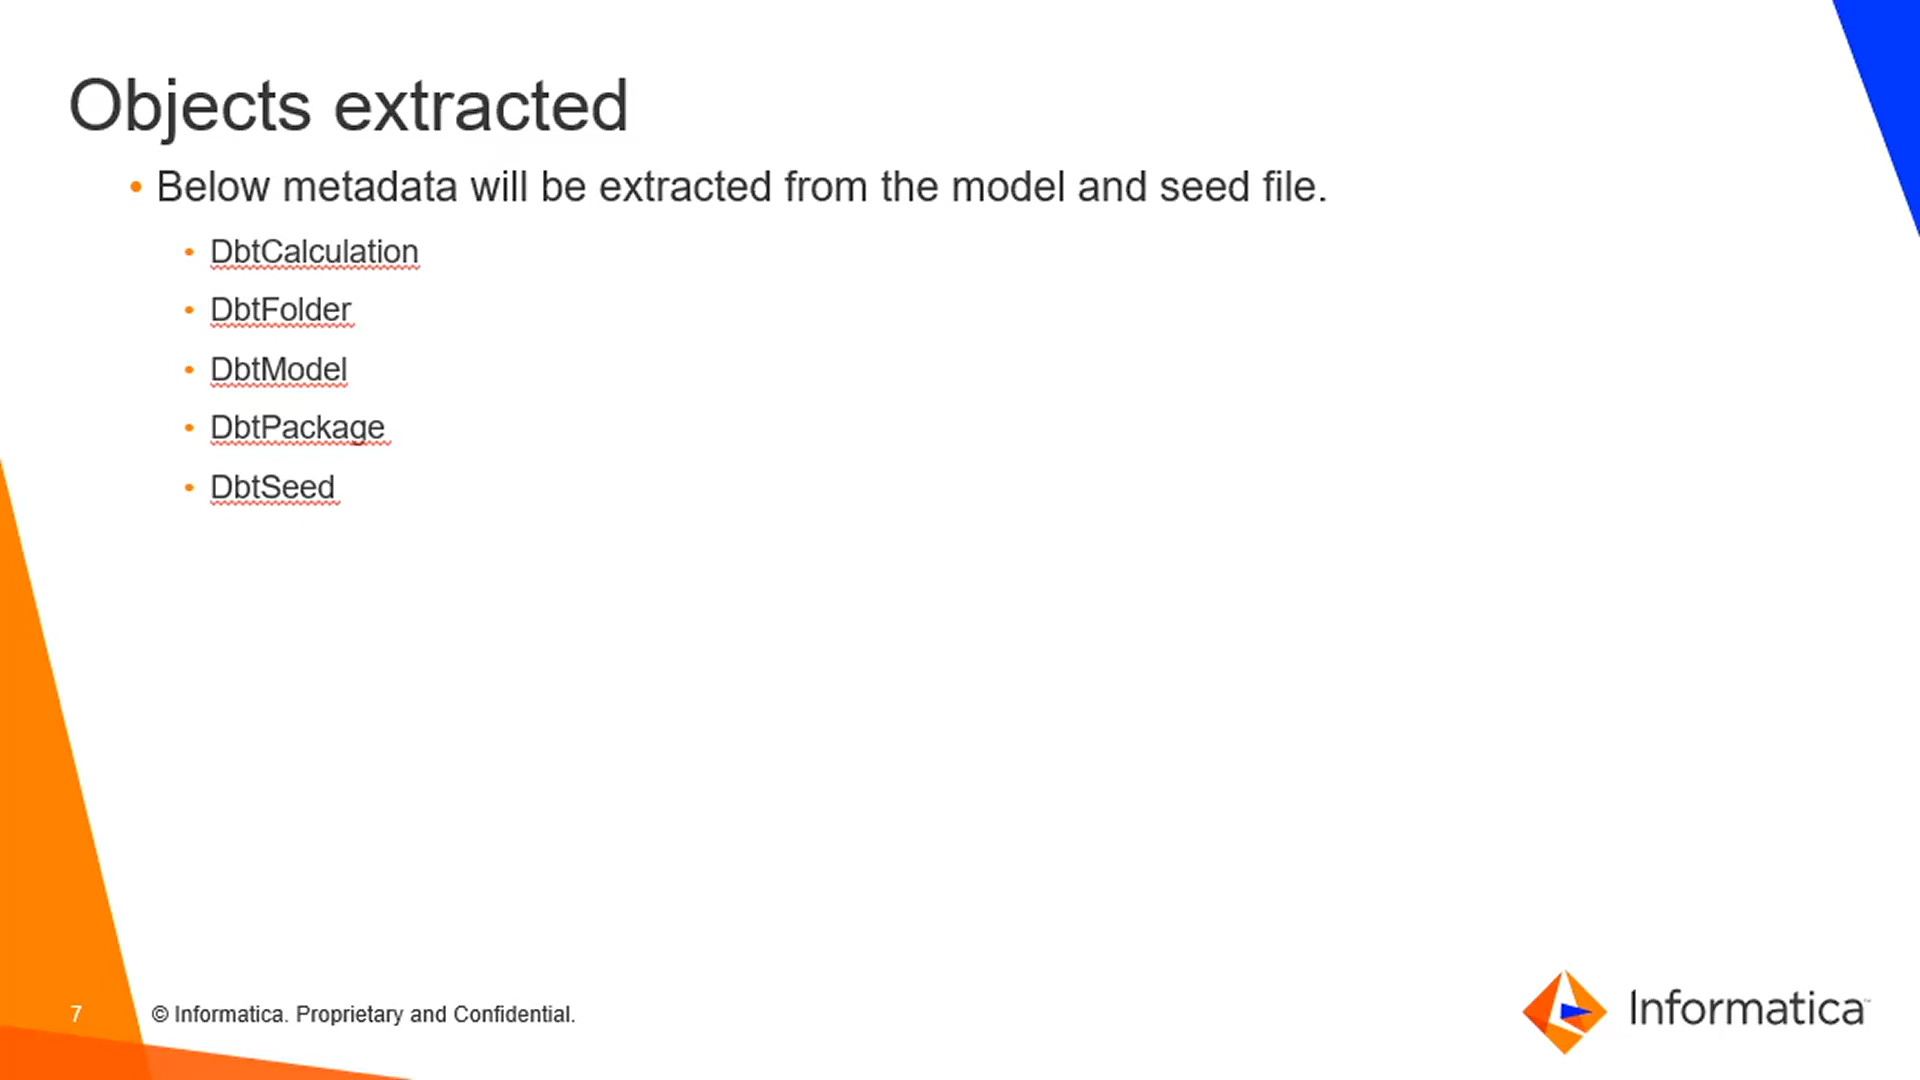 Objects extracted
• Below metadata will be extracted from the model and seed file.
• DbtCalculation
• DbtFolder
• DbtModel
• DbtPackage
• DbtSeed
7
© Informatica. Proprietary and Confidential.
Informatica™